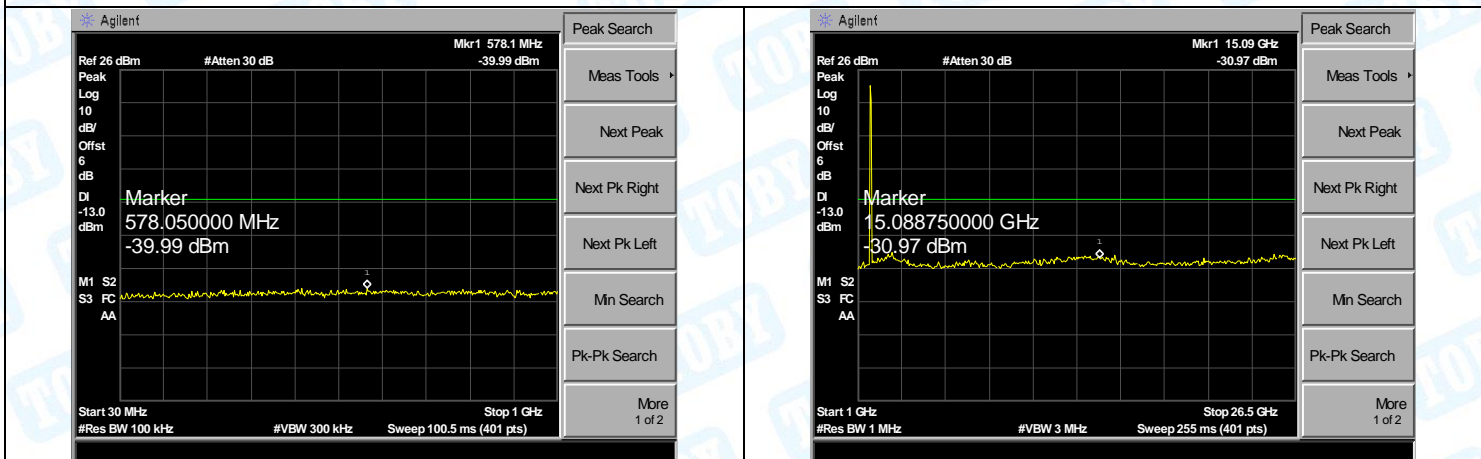 Agilent
Peak Search
Mkr1 578.1 MHz
Ref 26 dBm #Atten 30 dB -39.99 dBm
Peak
Log
10
dB/
Offst
6
dB
DI
-13.0
dBm
Marker
578.050000 MHz
-39.99 dBm
1
M1 S2
S3 FC
AA
Start 30 MHz Stop 1 GHz
#Res BW 100 kHz #VBW 300 kHz Sweep 100.5 ms (401 pts)
Meas Tools
Next Peak
Next Pk Right
Next Pk Left
Min Search
Pk-Pk Search
More
1 of 2
Agilent
Peak Search
Mkr1 15.09 GHz
Ref 26 dBm #Atten 30 dB -30.97 dBm
Peak
Log
10
dB/
Offst
6
dB
DI
-13.0
dBm
Marker
15.088750000 GHz
-30.97 dBm
1
M1 S2
S3 FC
AA
Start 1 GHz Stop 26.5 GHz
#Res BW 1 MHz #VBW 3 MHz Sweep 255 ms (401 pts)
Meas Tools
Next Peak
Next Pk Right
Next Pk Left
Min Search
Pk-Pk Search
More
1 of 2
TOBY